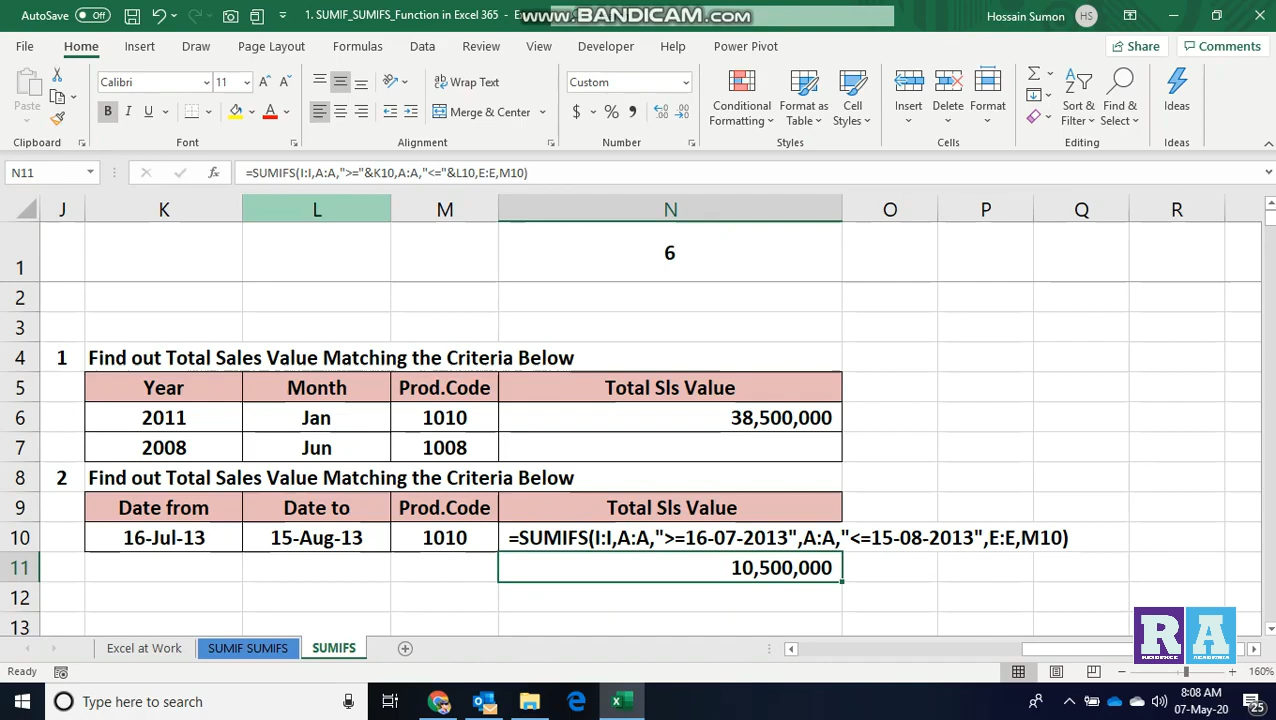 AutoSave Off 1. SUMIF_SUMIFS_Function in Excel 365 - E www.BANDICAM.com Hossain Sumon HS
File Home Insert Draw Page Layout Formulas Data Review View Developer Help Power Pivot Share Comments
Paste Calibri 11 A A ab Wrap Text Custom Conditional Formatting Format as Table Cell Styles Insert Delete Format Sort & Filter Find & Select Ideas
B I U A Merge & Center $ % ,
Clipboard Font Alignment Number Styles Cells Editing Ideas
N11 fx =SUMIFS(I:I,A:A,">="&K10,A:A,"<="&L10,E:E,M10)
J K L M N O P Q R
1 6
2
3
4 1 Find out Total Sales Value Matching the Criteria Below
5 Year Month Prod.Code Total Sls Value
6 2011 Jan 1010 38,500,000
7 2008 Jun 1008
8 2 Find out Total Sales Value Matching the Criteria Below
9 Date from Date to Prod.Code Total Sls Value
10 16-Jul-13 15-Aug-13 1010 =SUMIFS(I:I,A:A,">=16-07-2013",A:A,"<=15-08-2013",E:E,M10)
11 10,500,000
12
13
RA
Excel at Work SUMIF SUMIFS SUMIFS
Ready 160%
Type here to search 8:08 AM
07-May-20 25